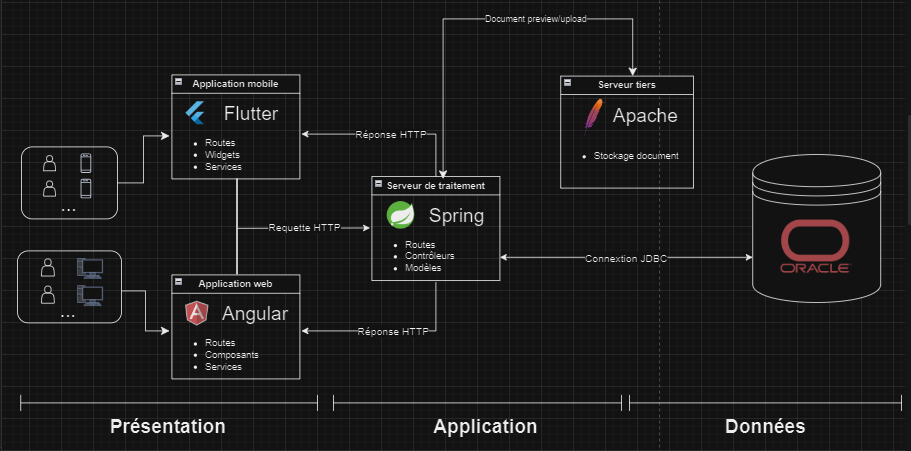 Document preview/upload
Application mobile
Flutter
• Routes
• Widgets
• Services
Serveur tiers
Apache
• Stockage document
Réponse HTTP
Serveur de traitement
Spring
• Routes
• Contrôleurs
• Modèles
Requette HTTP
Connextion JDBC
ORACLE
Application web
Angular
• Routes
• Composants
• Services
Réponse HTTP
...
...
Présentation
Application
Données